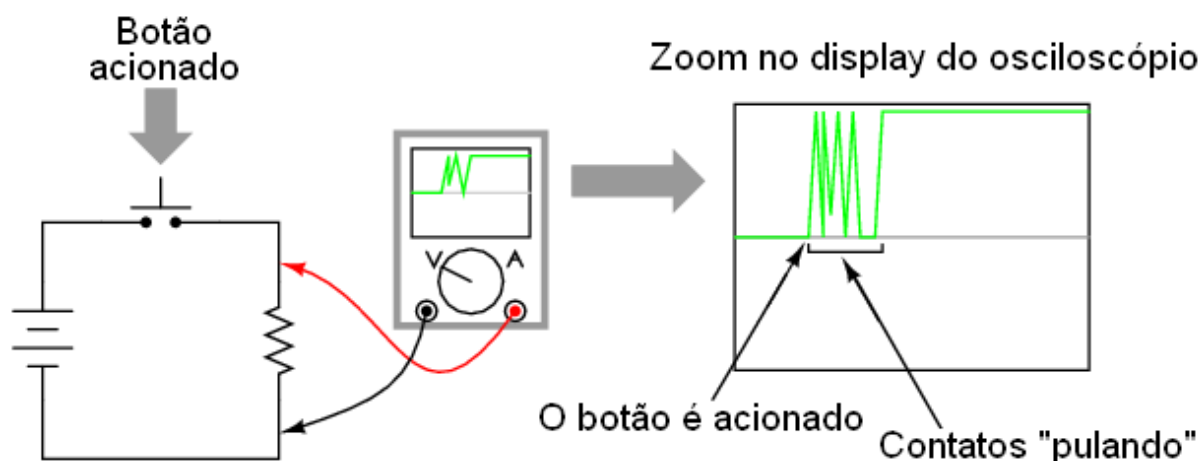 Botão
acionado
Zoom no display do osciloscópio
V
A
O botão é acionado
Contatos "pulando"